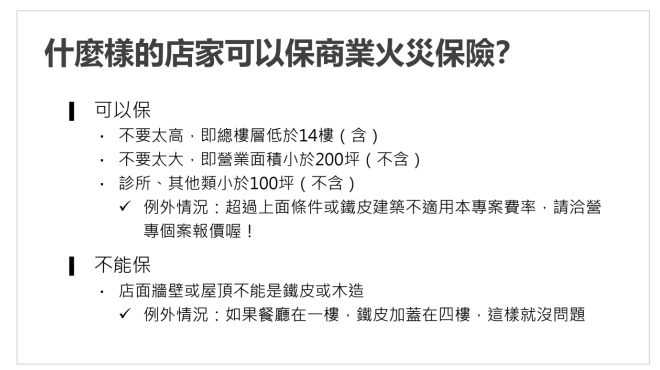 什麼樣的店家可以保商業火災保險?
可以保
· 不要太高，即總樓層低於14樓（含）
· 不要太大，即營業面積小於200坪（不含）
· 診所、其他類小於100坪（不含）
✓ 例外情況：超過上面條件或鐵皮建築不適用本專案費率，請洽營
專個案報價喔！
不能保
· 店面牆壁或屋頂不能是鐵皮或木造
✓ 例外情況：如果餐廳在一樓，鐵皮加蓋在四樓，這樣就沒問題